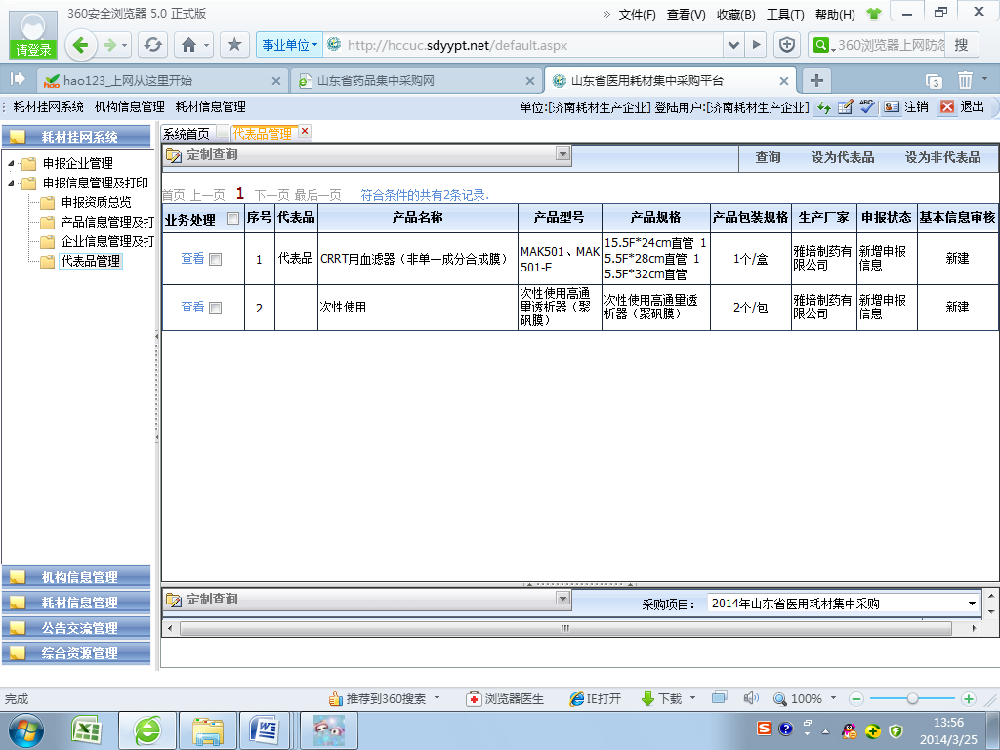 360安全浏览器 5.0 正式版
» 文件(F) 查看(V) 收藏(B) 工具(T) 帮助(H)
请登录
事业单位
http://hccuc.sdyypt.net/default.aspx
360浏览器上网防
搜
hao123_上网从这里开始
山东省药品集中采购网
山东省医用耗材集中采购平台
3
耗材挂网系统 机构信息管理 耗材信息管理
单位:[济南耗材生产企业] 登陆用户:[济南耗材生产企业]
ABC
注销
退出
耗材挂网系统
系统首页
代表品管理
申报企业管理
申报信息管理及打印
申报资质总览
产品信息管理及打
企业信息管理及打
代表品管理
定制查询
查询 设为代表品 设为非代表品
首页 上一页 1 下一页 最后一页 符合条件的共有2条记录.
业务处理 序号 代表品 产品名称 产品型号 产品规格 产品包装规格 生产厂家 申报状态 基本信息审核
查看 1 代表品 CRRT用血滤器（非单一成分合成膜）
MAK501、MAK
501-E
15.5F*24cm直管 1
5.5F*28cm直管 1
5.5F*32cm直管
1个/盒
雅培制药有
限公司
新增申报
信息
新建
查看 2 次性使用
次性使用高通
量透析器（聚
砜膜）
次性使用高通量透
析器（聚砜膜）
2个/包
雅培制药有
限公司
新增申报
信息
新建
机构信息管理
耗材信息管理
公告交流管理
综合资源管理
定制查询
采购项目: 2014年山东省医用耗材集中采购
完成
推荐到360搜索
浏览器医生
IE打开
下载
100%
13:56
2014/3/25